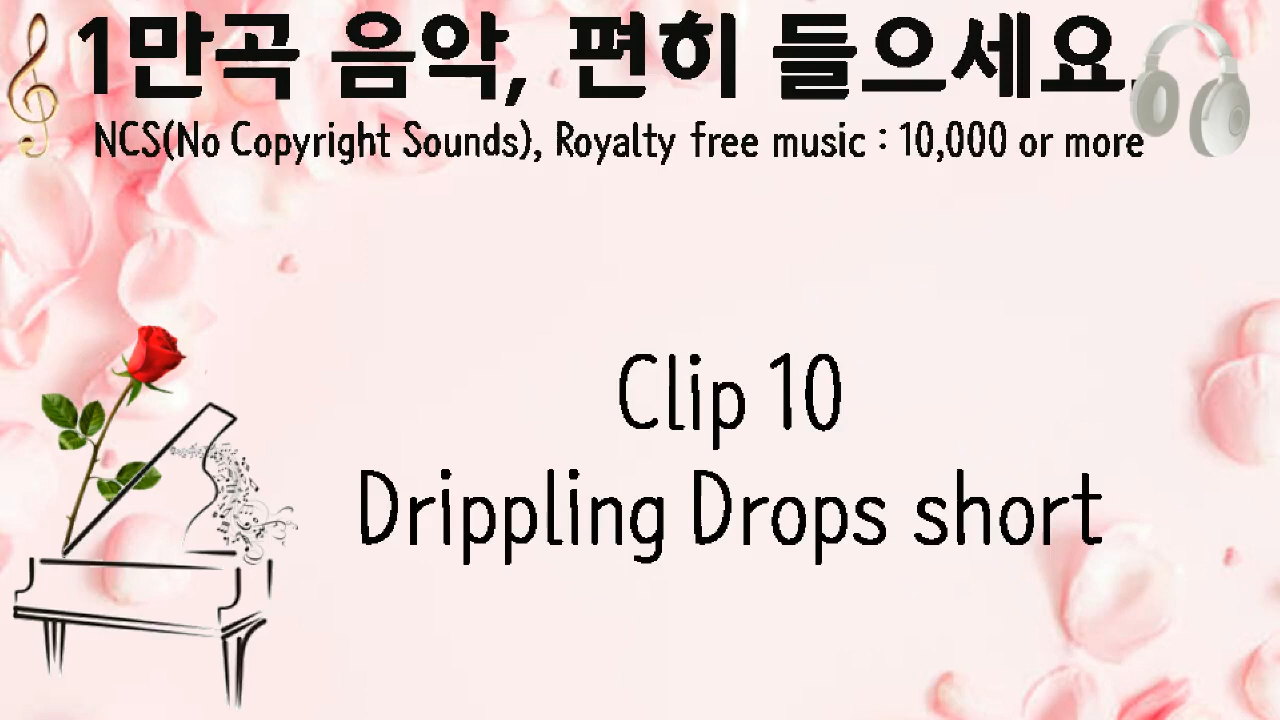 1만곡 음악, 편히 들으세요.
NCS(No Copyright Sounds), Royalty free music : 10,000 or more
Clip 10
Drippling Drops short